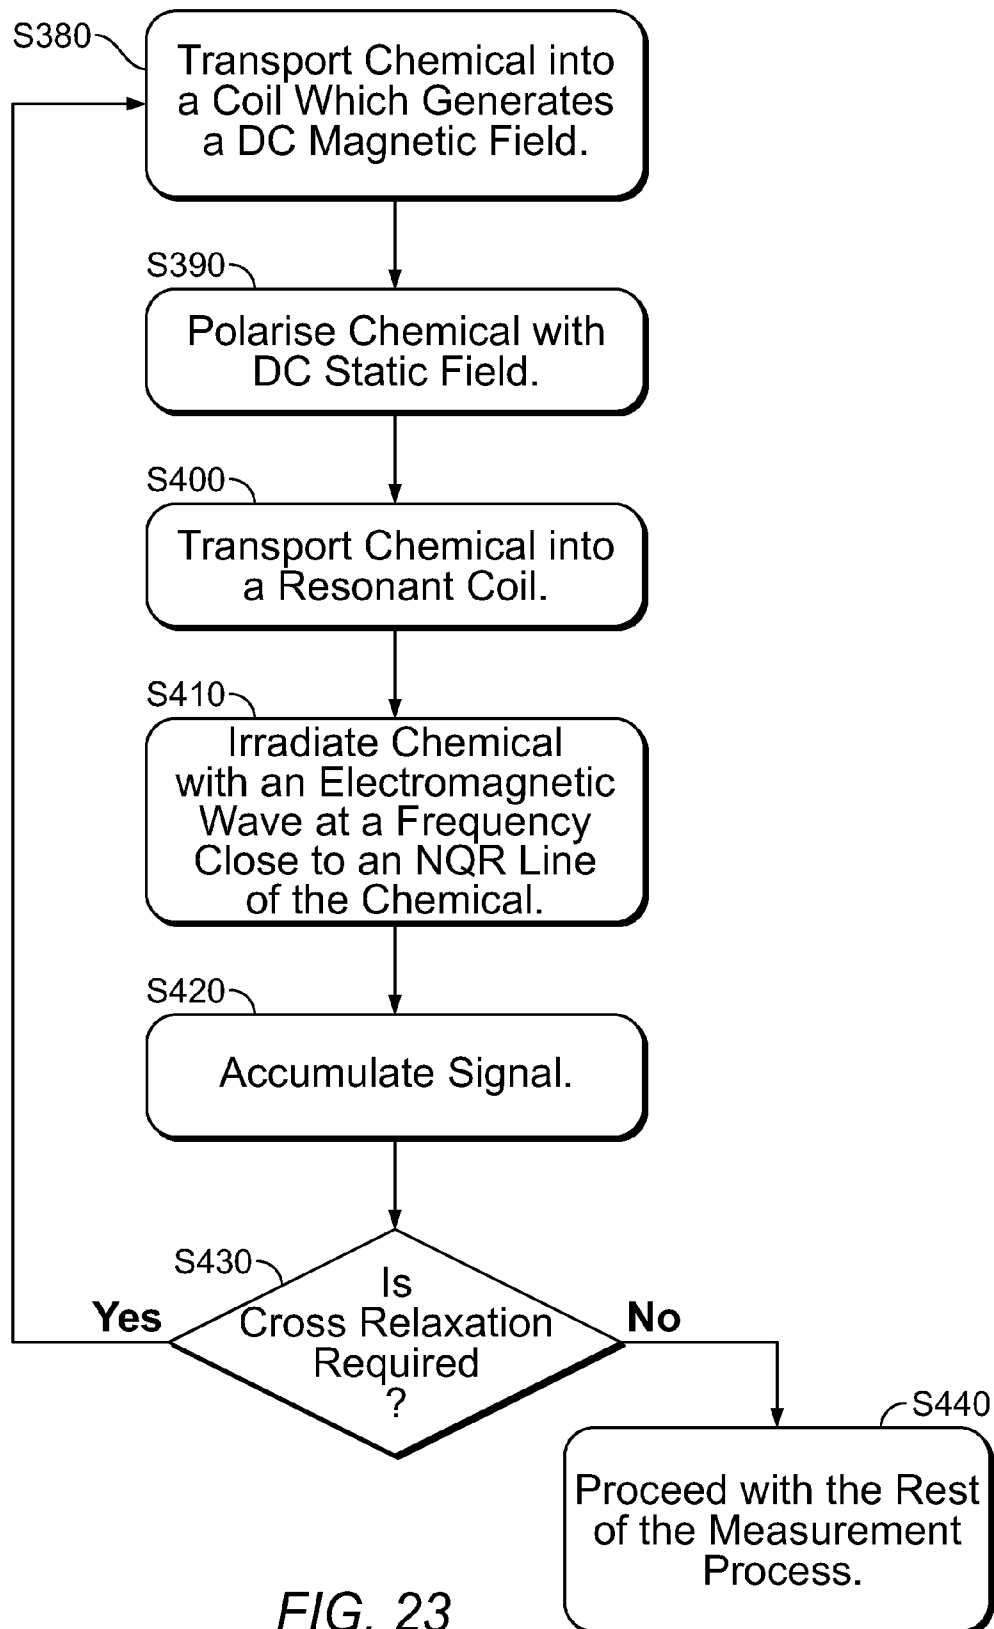 S380
Transport Chemical into
a Coil Which Generates
a DC Magnetic Field.
S390
Polarise Chemical with
DC Static Field.
S400
Transport Chemical into
a Resonant Coil.
S410
Irradiate Chemical
with an Electromagnetic
Wave at a Frequency
Close to an NQR Line
of the Chemical.
S420
Accumulate Signal.
S430
Is
Cross Relaxation
Required
?
Yes
No
S440
Proceed with the Rest
of the Measurement
Process.
FIG. 23